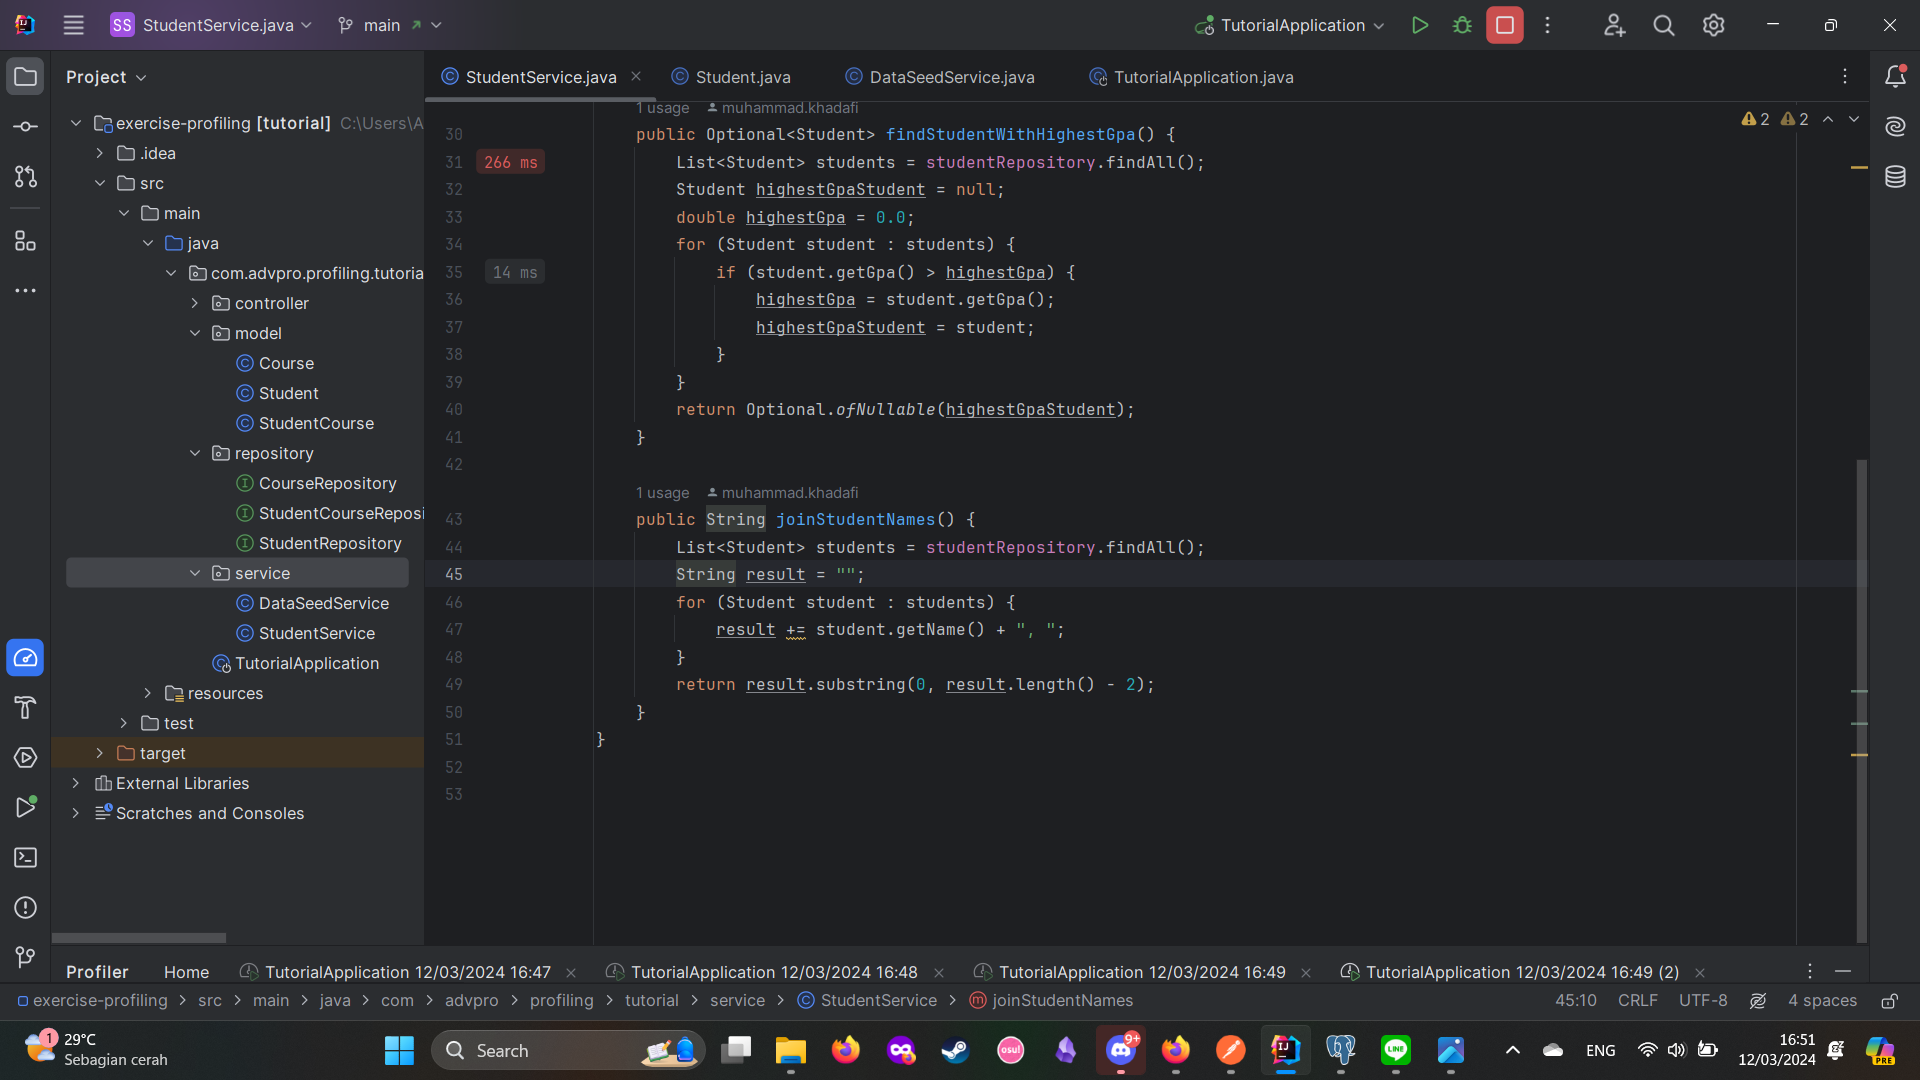 SS StudentService.java main TutorialApplication
Project
StudentService.java Student.java DataSeedService.java TutorialApplication.java
exercise-profiling [tutorial] C:\Users\A
.idea
src
main
java
com.advpro.profiling.tutoria
controller
model
Course
Student
StudentCourse
repository
CourseRepository
StudentCourseReposi
StudentRepository
service
DataSeedService
StudentService
TutorialApplication
resources
test
target
External Libraries
Scratches and Consoles
1 usage muhammad.khadafi
2 2
30 public Optional<Student> findStudentWithHighestGpa() {
31 266 ms List<Student> students = studentRepository.findAll();
32 Student highestGpaStudent = null;
33 double highestGpa = 0.0;
34 for (Student student : students) {
35 14 ms if (student.getGpa() > highestGpa) {
36 highestGpa = student.getGpa();
37 highestGpaStudent = student;
38 }
39 }
40 return Optional.ofNullable(highestGpaStudent);
41 }
42
1 usage muhammad.khadafi
43 public String joinStudentNames() {
44 List<Student> students = studentRepository.findAll();
45 String result = "";
46 for (Student student : students) {
47 result += student.getName() + ", ";
48 }
49 return result.substring(0, result.length() - 2);
50 }
51 }
52
53
Profiler Home TutorialApplication 12/03/2024 16:47 TutorialApplication 12/03/2024 16:48 TutorialApplication 12/03/2024 16:49 TutorialApplication 12/03/2024 16:49 (2)
exercise-profiling > src > main > java > com > advpro > profiling > tutorial > service > StudentService > joinStudentNames 45:10 CRLF UTF-8 4 spaces
1 29°C
Sebagian cerah
Search
osu!
9+
LINE
ENG
16:51
12/03/2024
PRE